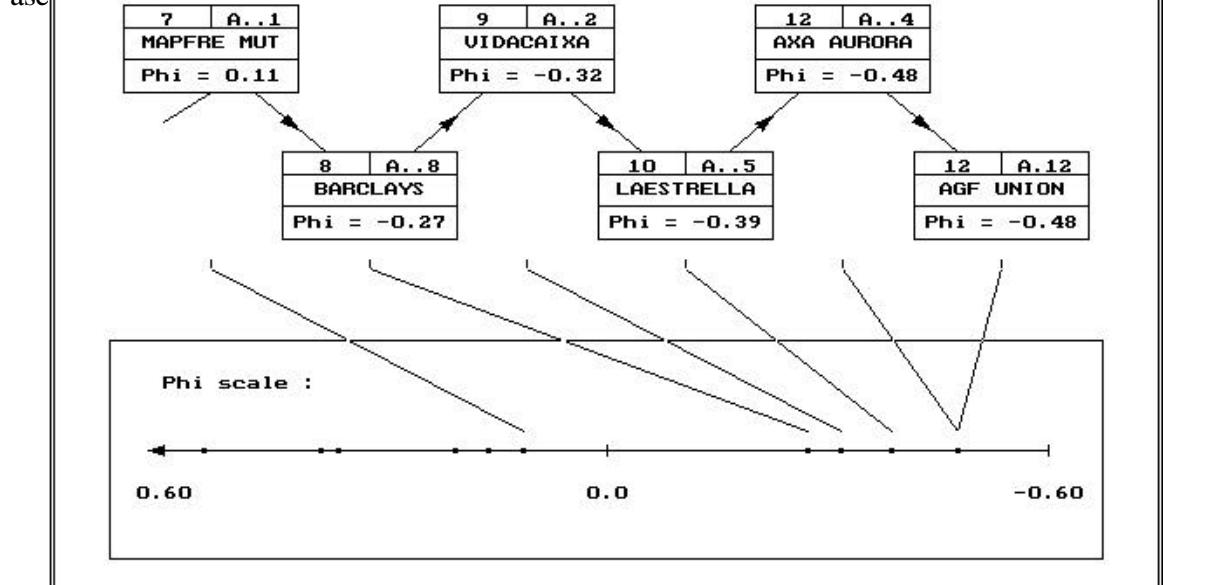 ase
7 A..1 9 A..2 12 A..4
MAPFRE MUT VIDACAIXA AXA AURORA
Phi = 0.11 Phi = -0.32 Phi = -0.48
8 A..8 10 A..5 12 A.12
BARCLAYS LAESTRELLA AGF UNION
Phi = -0.27 Phi = -0.39 Phi = -0.48
Phi scale :
0.60 0.0 -0.60